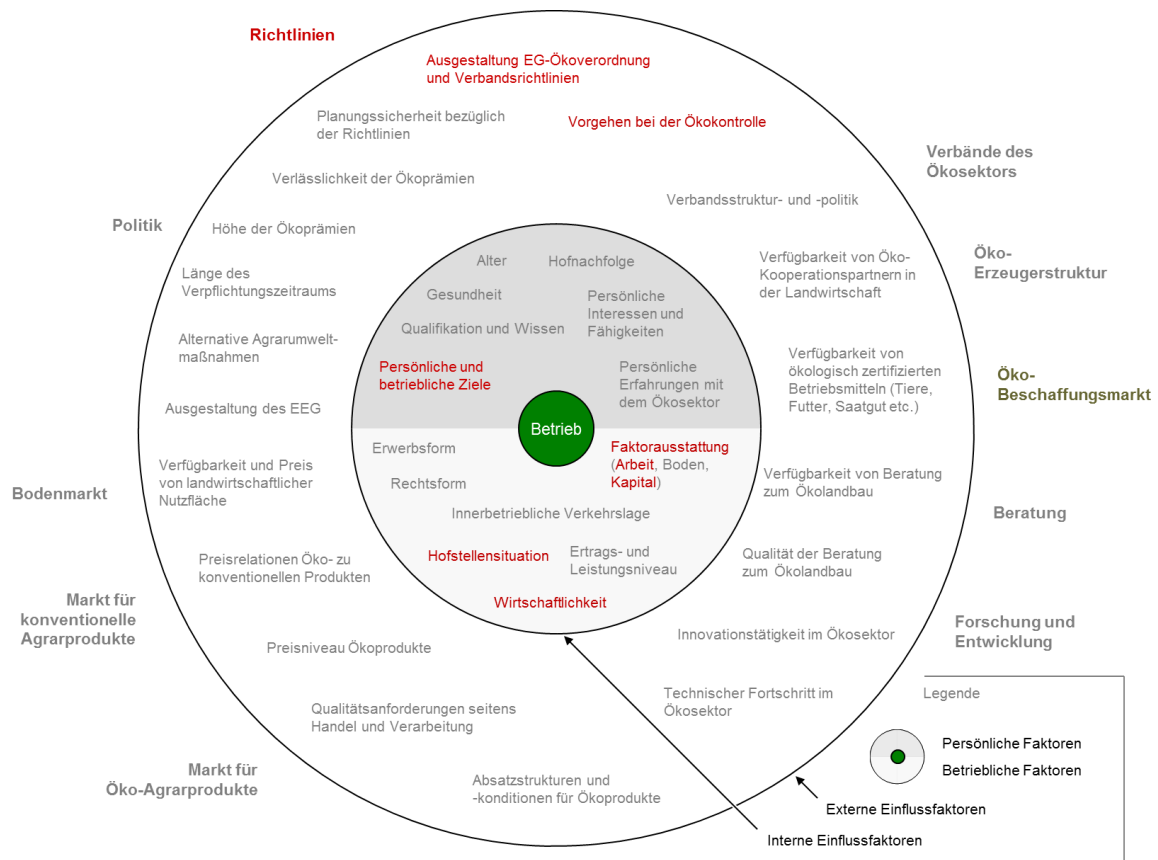 Richtlinien
Ausgestaltung EG-Ökoverordnung
und Verbandsrichtlinien
Planungssicherheit bezüglich
der Richtlinien
Vorgehen bei der Ökokontrolle
Verbände des
Ökosektors
Verlässlichkeit der Ökoprämien
Verbandsstruktur- und -politik
Politik
Höhe der Ökoprämien
Öko-
Erzeugerstruktur
Verfügbarkeit von Öko-
Kooperationspartnern in
der Landwirtschaft
Länge des
Verpflichtungszeitraums
Alter
Hofnachfolge
Gesundheit
Persönliche
Interessen und
Fähigkeiten
Qualifikation und Wissen
Alternative Agrarumwelt-
maßnahmen
Persönliche und
betriebliche Ziele
Persönliche
Erfahrungen mit
dem Ökosektor
Verfügbarkeit von
ökologisch zertifizierten
Betriebsmitteln (Tiere,
Futter, Saatgut etc.)
Öko-
Beschaffungsmarkt
Ausgestaltung des EEG
Betrieb
Erwerbsform
Faktorausstattung
(Arbeit, Boden,
Kapital)
Rechtsform
Bodenmarkt
Verfügbarkeit und Preis
von landwirtschaftlicher
Nutzfläche
Verfügbarkeit von Beratung
zum Ökolandbau
Beratung
Innerbetriebliche Verkehrslage
Hofstellensituation
Ertrags- und
Leistungsniveau
Qualität der Beratung
zum Ökolandbau
Preisrelationen Öko- zu
konventionellen Produkten
Wirtschaftlichkeit
Markt für
konventionelle
Agrarprodukte
Forschung und
Entwicklung
Innovationstätigkeit im Ökosektor
Preisniveau Ökoprodukte
Technischer Fortschritt im
Ökosektor
Qualitätsanforderungen seitens
Handel und Verarbeitung
Markt für
Öko-Agrarprodukte
Absatzstrukturen und
-konditionen für Ökoprodukte
Legende
Persönliche Faktoren
Betriebliche Faktoren
Externe Einflussfaktoren
Interne Einflussfaktoren